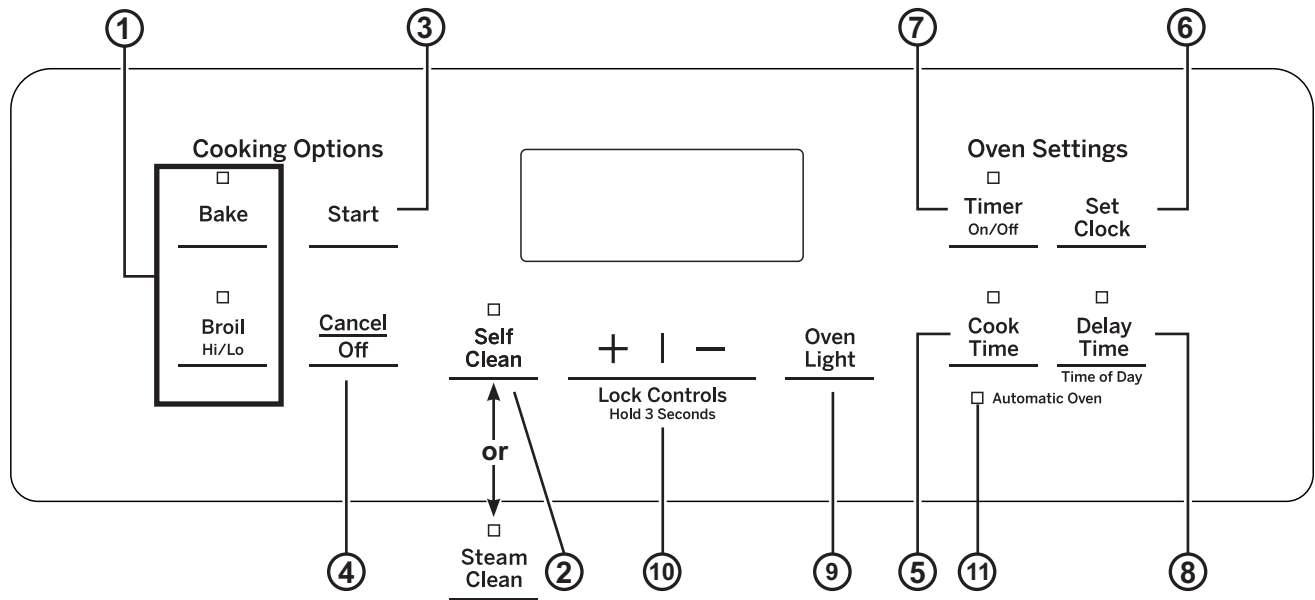 1
3
7
6
Cooking Options
Oven Settings
Bake
Start
Timer
On/Off
Set
Clock
Broil
Hi/Lo
Cancel
Off
Self
Clean
+ | −
Lock Controls
Hold 3 Seconds
Oven
Light
Cook
Time
Delay
Time
Time of Day
Automatic Oven
or
Steam
Clean
4
2
10
9
5
11
8